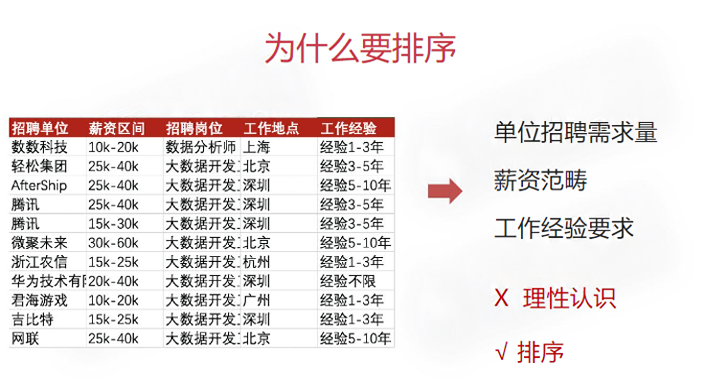 为什么要排序
招聘单位 薪资区间 招聘岗位 工作地点 工作经验
数数科技 10k-20k 数据分析师 上海 经验1-3年
轻松集团 25k-40k 大数据开发工 北京 经验3-5年
AfterShip 25k-40k 大数据开发工 深圳 经验5-10年
腾讯 25k-40k 大数据开发工 深圳 经验3-5年
腾讯 15k-30k 大数据开发工 深圳 经验3-5年
微聚未来 30k-60k 大数据开发工 北京 经验5-10年
浙江农信 15k-25k 大数据开发工 杭州 经验1-3年
华为技术有限 20k-40k 大数据开发工 深圳 经验不限
君海游戏 10k-20k 大数据开发工 广州 经验1-3年
吉比特 15k-25k 大数据开发工 深圳 经验1-3年
网联 25k-40k 大数据开发工 北京 经验5-10年
单位招聘需求量
薪资范畴
工作经验要求
X 理性认识
√ 排序